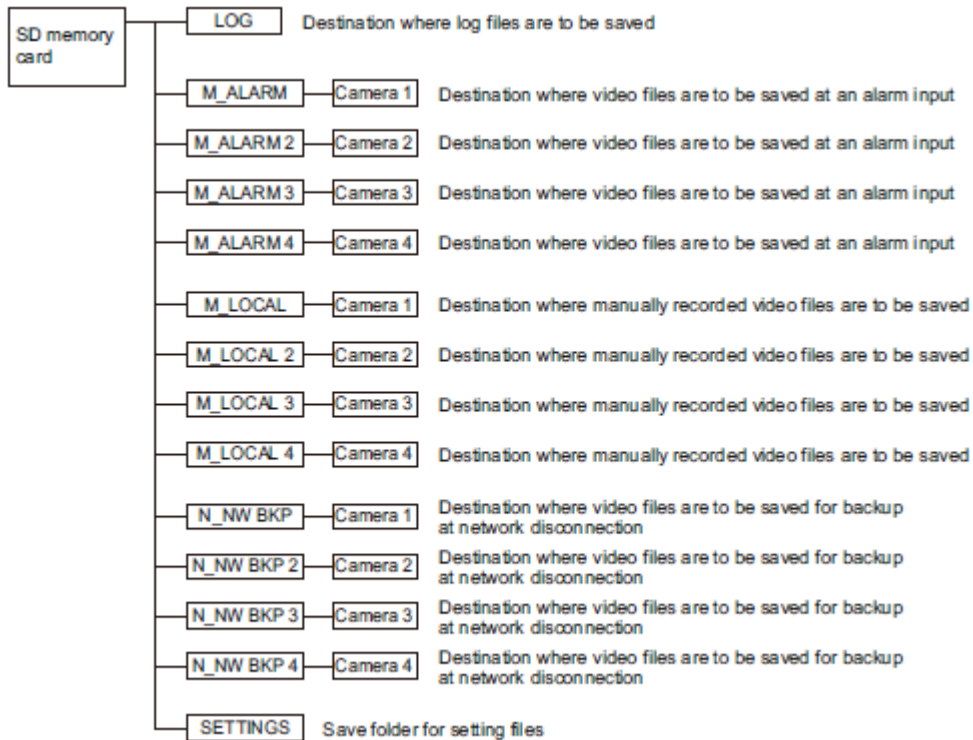 SD memory
card
LOG Destination where log files are to be saved
M_ALARM Camera 1 Destination where video files are to be saved at an alarm input
M_ALARM 2 Camera 2 Destination where video files are to be saved at an alarm input
M_ALARM 3 Camera 3 Destination where video files are to be saved at an alarm input
M_ALARM 4 Camera 4 Destination where video files are to be saved at an alarm input
M_LOCAL Camera 1 Destination where manually recorded video files are to be saved
M_LOCAL 2 Camera 2 Destination where manually recorded video files are to be saved
M_LOCAL 3 Camera 3 Destination where manually recorded video files are to be saved
M_LOCAL 4 Camera 4 Destination where manually recorded video files are to be saved
N_NW BKP Camera 1 Destination where video files are to be saved for backup
at network disconnection
N_NW BKP 2 Camera 2 Destination where video files are to be saved for backup
at network disconnection
N_NW BKP 3 Camera 3 Destination where video files are to be saved for backup
at network disconnection
N_NW BKP 4 Camera 4 Destination where video files are to be saved for backup
at network disconnection
SETTINGS Save folder for setting files